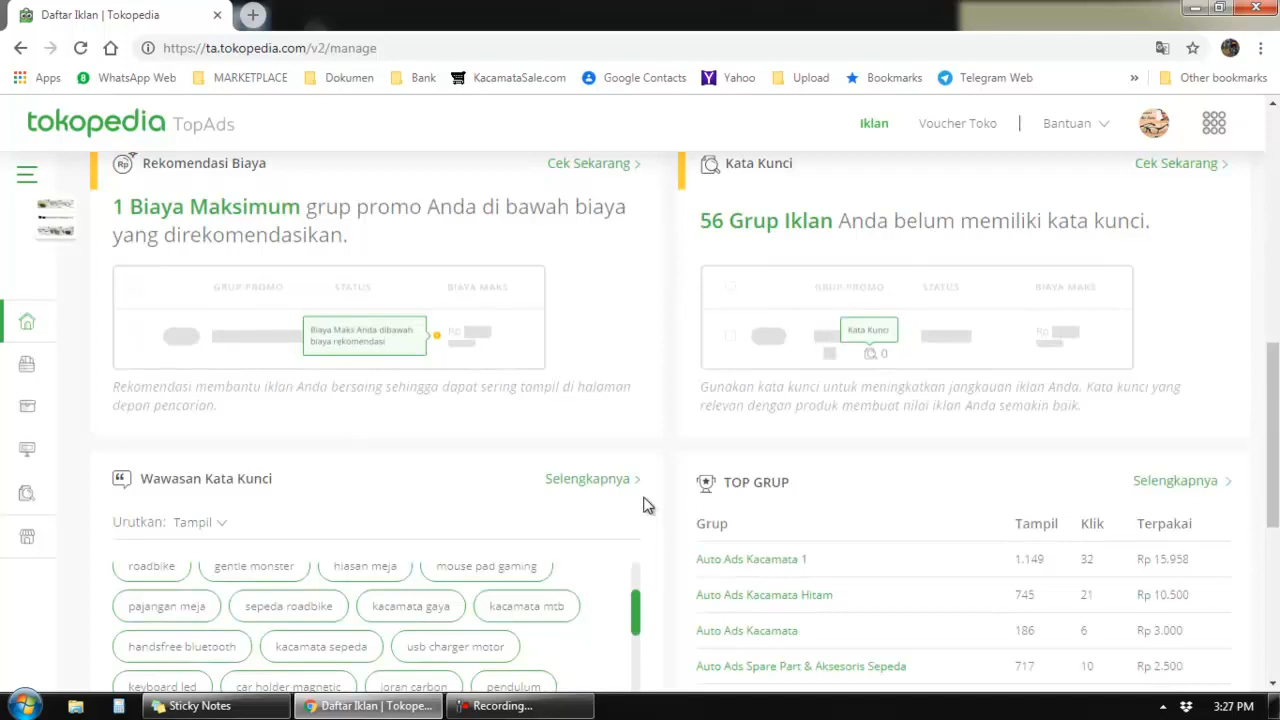 Daftar Iklan | Tokopedia
https://ta.tokopedia.com/v2/manage
Apps WhatsApp Web MARKETPLACE Dokumen Bank KacamataSale.com Google Contacts Yahoo Upload Bookmarks Telegram Web » Other bookmarks
tokopedia TopAds Iklan Voucher Toko Bantuan
Rekomendasi Biaya Cek Sekarang
1 Biaya Maksimum grup promo Anda di bawah biaya
yang direkomendasikan.
GRUP PROMO STATUS BIAYA MAKS
Biaya Maks Anda dibawah
biaya rekomendasi
Rp
Rekomendasi membantu iklan Anda bersaing sehingga dapat sering tampil di halaman
depan pencarian.
Kata Kunci Cek Sekarang
56 Grup Iklan Anda belum memiliki kata kunci.
GRUP PROMO STATUS BIAYA MAKS
Kata Kunci
Rp
0
Gunakan kata kunci untuk meningkatkan jangkauan iklan Anda. Kata kunci yang
relevan dengan produk membuat nilai iklan Anda semakin baik.
Wawasan Kata Kunci Selengkapnya
Urutkan: Tampil
roadbike gentle monster hiasan meja mouse pad gaming
pajangan meja sepeda roadbike kacamata gaya kacamata mtb
handsfree bluetooth kacamata sepeda usb charger motor
keyboard led car holder magnetic joran carbon pendulum
TOP GRUP Selengkapnya
Grup Tampil Klik Terpakai
Auto Ads Kacamata 1 1.149 32 Rp 15.958
Auto Ads Kacamata Hitam 745 21 Rp 10.500
Auto Ads Kacamata 186 6 Rp 3.000
Auto Ads Spare Part & Aksesoris Sepeda 717 10 Rp 2.500
Sticky Notes Daftar Iklan | Tokope... Recording... 3:27 PM